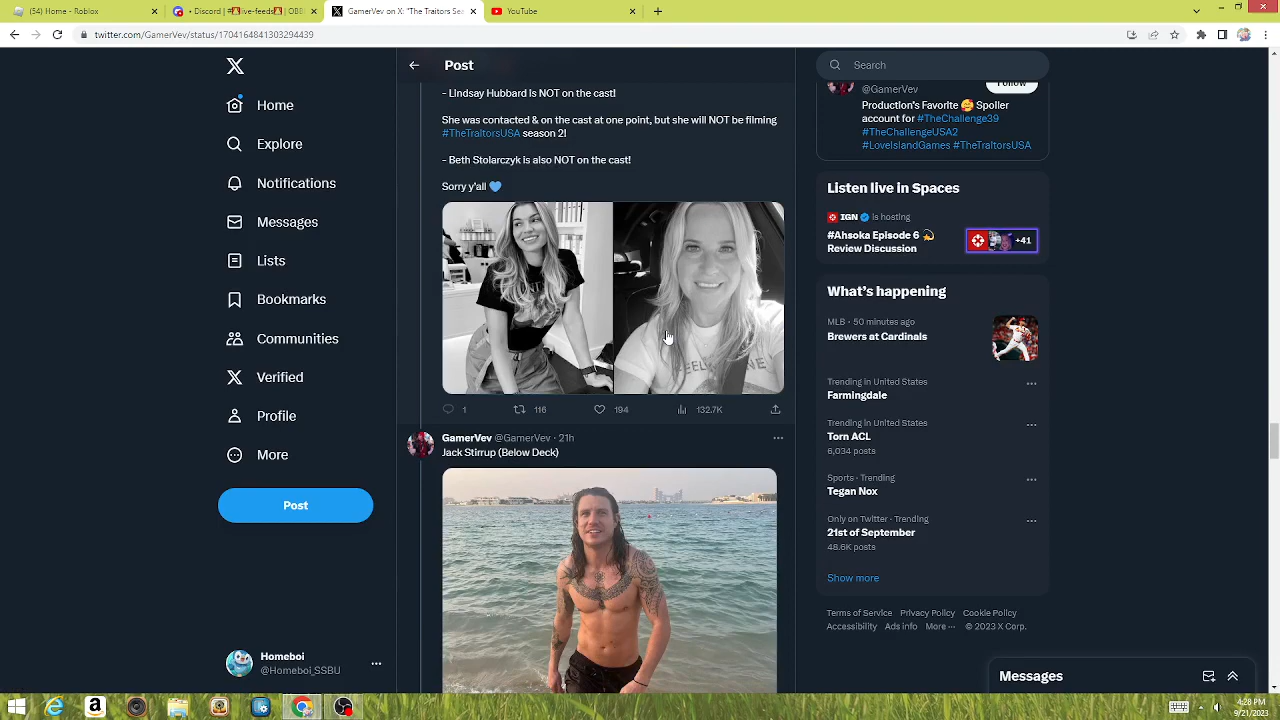 (54) Home - Roblox
• Discord | #🚨live-feeds🚨 | OBB
GamerVev on X: "The Traitors Sea
YouTube
twitter.com/GamerVev/status/1704164841303294439
Home
Explore
Notifications
Messages
Lists
Bookmarks
Communities
Verified
Profile
More
Post
Homeboi
@Homeboi_SSBU
Post
- Lindsay Hubbard is NOT on the cast!
She was contacted & on the cast at one point, but she will NOT be filming
#TheTraitorsUSA season 2!
- Beth Stolarczyk is also NOT on the cast!
Sorry y'all 💙
1 116 194 132.7K
GamerVev @GamerVev · 21h
Jack Stirrup (Below Deck)
Search
@GamerVev
Follow
Production's Favorite 🥰 Spoiler
account for #TheChallenge39
#TheChallengeUSA2
#LoveIslandGames #TheTraitorsUSA
Listen live in Spaces
IGN is hosting
#Ahsoka Episode 6 💫
Review Discussion
+41
What's happening
MLB · 50 minutes ago
Brewers at Cardinals
Trending in United States
Farmingdale
Trending in United States
Torn ACL
6,034 posts
Sports · Trending
Tegan Nox
Only on Twitter · Trending
21st of September
48.6K posts
Show more
Terms of Service Privacy Policy Cookie Policy
Accessibility Ads info More ··· © 2023 X Corp.
Messages
4:28 PM
9/21/2023